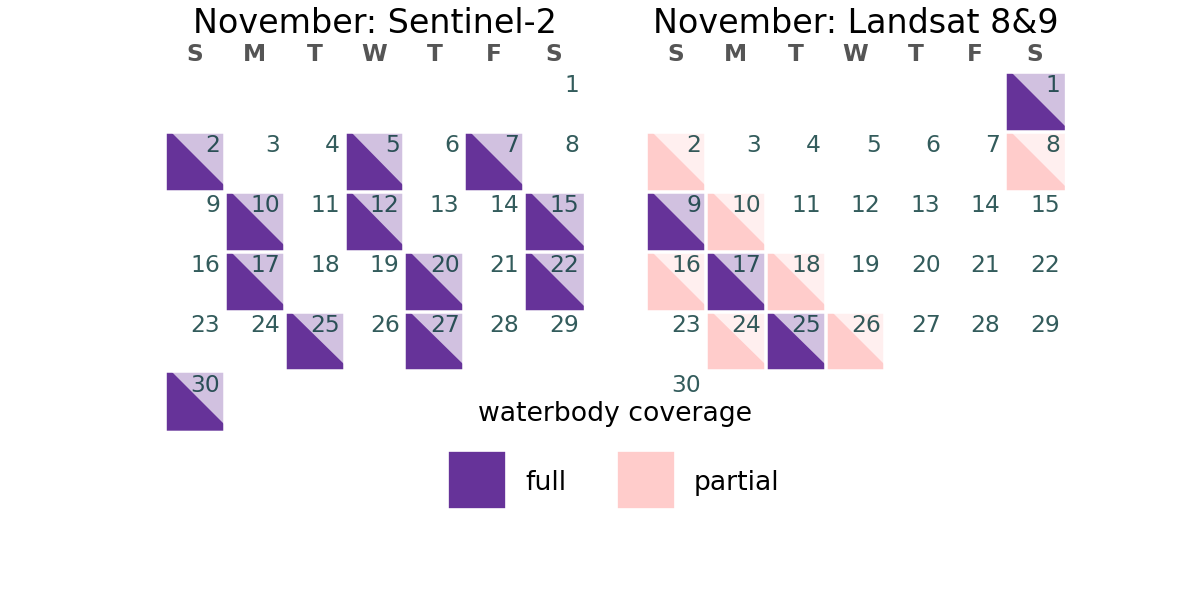 November: Sentinel-2
S M T W T F S
1
2 3 4 5 6 7 8
9 10 11 12 13 14 15
16 17 18 19 20 21 22
23 24 25 26 27 28 29
30
November: Landsat 8&9
S M T W T F S
1
2 3 4 5 6 7 8
9 10 11 12 13 14 15
16 17 18 19 20 21 22
23 24 25 26 27 28 29
30
waterbody coverage
full partial